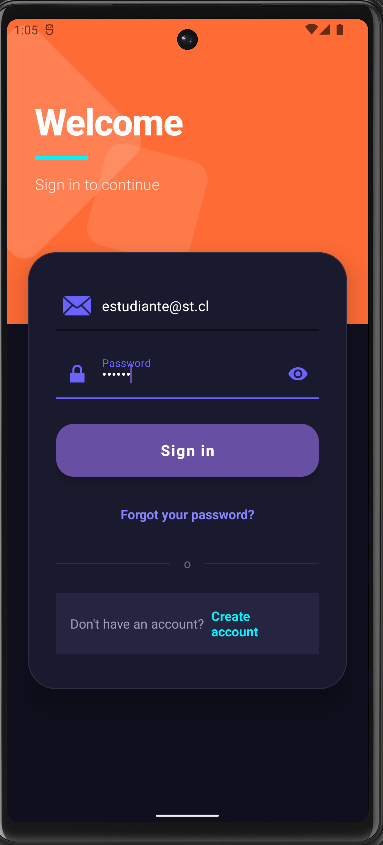 1:05
Welcome
Sign in to continue
estudiante@st.cl
Password
••••••
Sign in
Forgot your password?
o
Don't have an account? Create
account